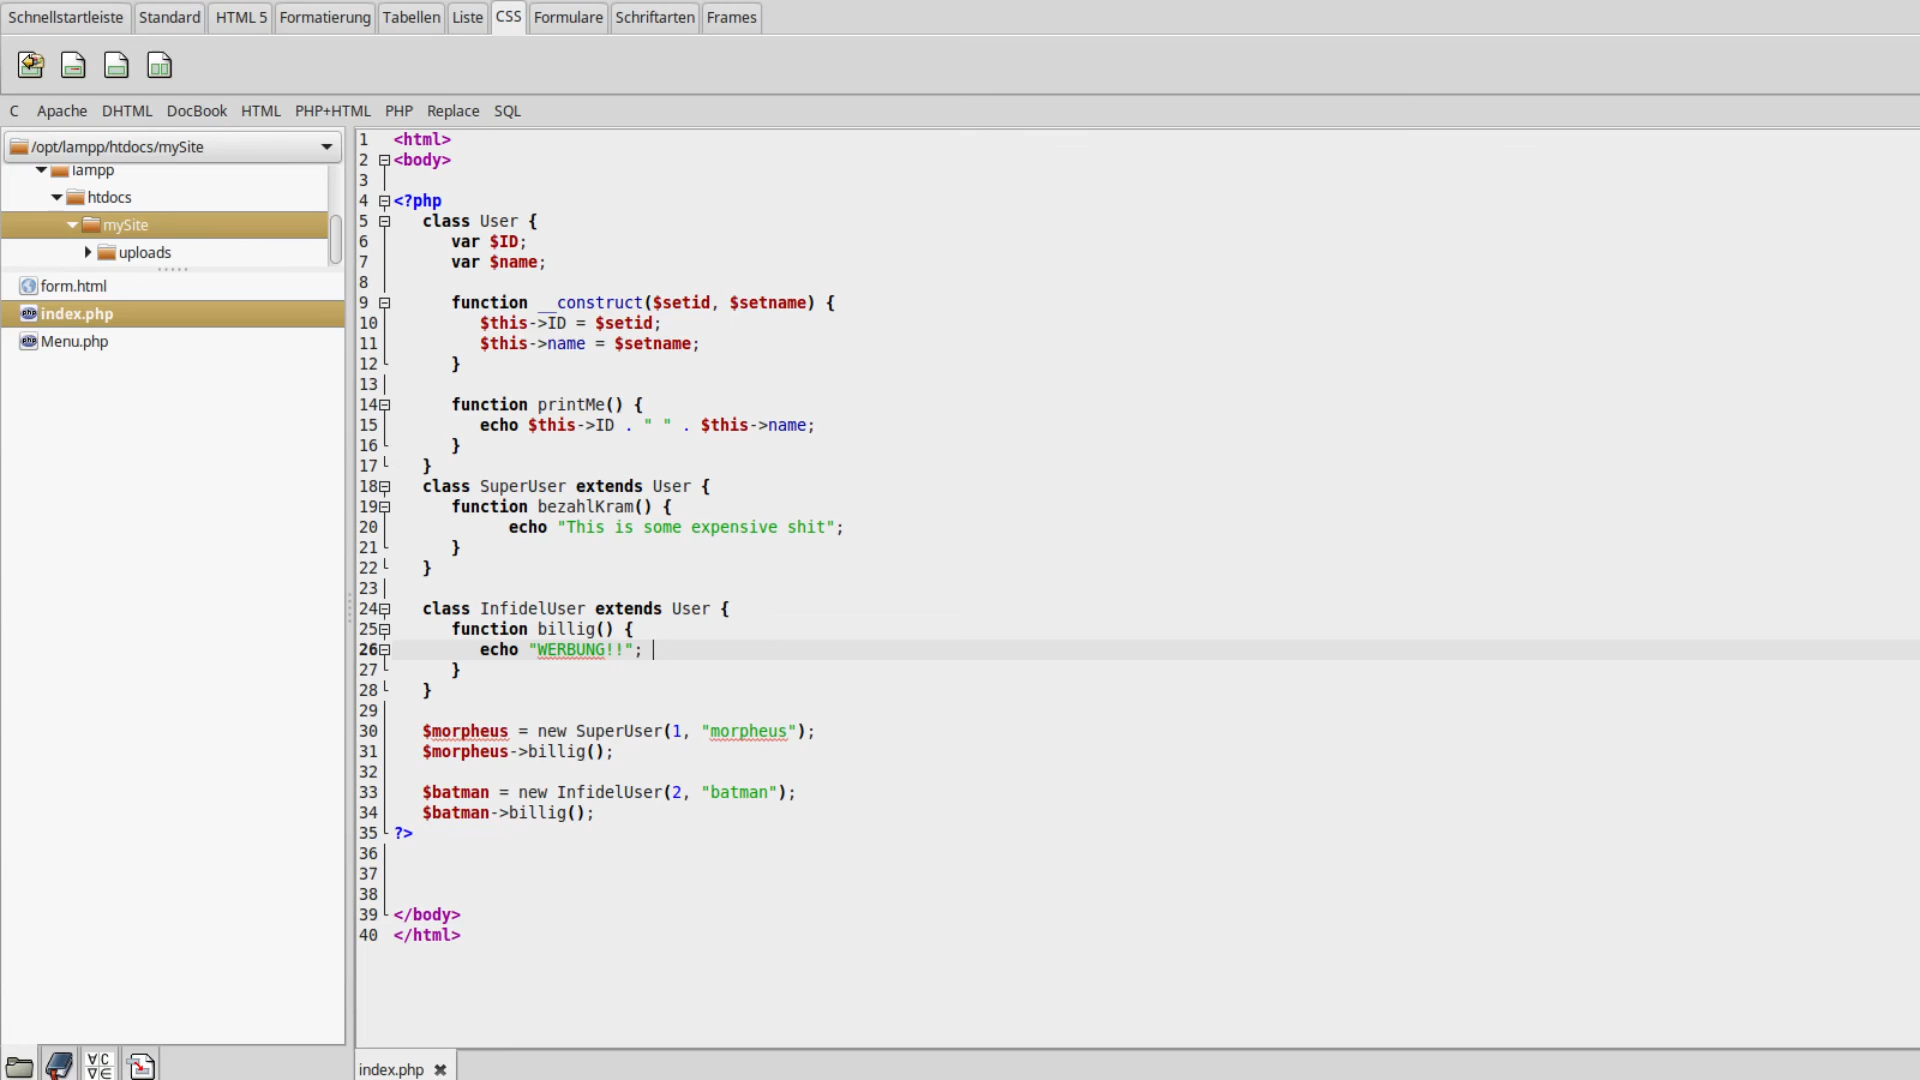 Schnellstartleiste Standard HTML 5 Formatierung Tabellen Liste CSS Formulare Schriftarten Frames
C Apache DHTML DocBook HTML PHP+HTML PHP Replace SQL
/opt/lampp/htdocs/mySite
lampp
htdocs
mySite
uploads
form.html
index.php
Menu.php
1 <html>
2 <body>
3
4 <?php
5 class User {
6 var $ID;
7 var $name;
8
9 function __construct($setid, $setname) {
10 $this->ID = $setid;
11 $this->name = $setname;
12 }
13
14 function printMe() {
15 echo $this->ID . " " . $this->name;
16 }
17 }
18 class SuperUser extends User {
19 function bezahlKram() {
20 echo "This is some expensive shit";
21 }
22 }
23
24 class InfidelUser extends User {
25 function billig() {
26 echo "WERBUNG!!";
27 }
28 }
29
30 $morpheus = new SuperUser(1, "morpheus");
31 $morpheus->billig();
32
33 $batman = new InfidelUser(2, "batman");
34 $batman->billig();
35 ?>
36
37
38
39 </body>
40 </html>
index.php